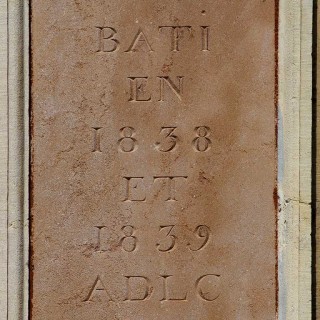 BATI
EN
1838
ET
1839
ADLC